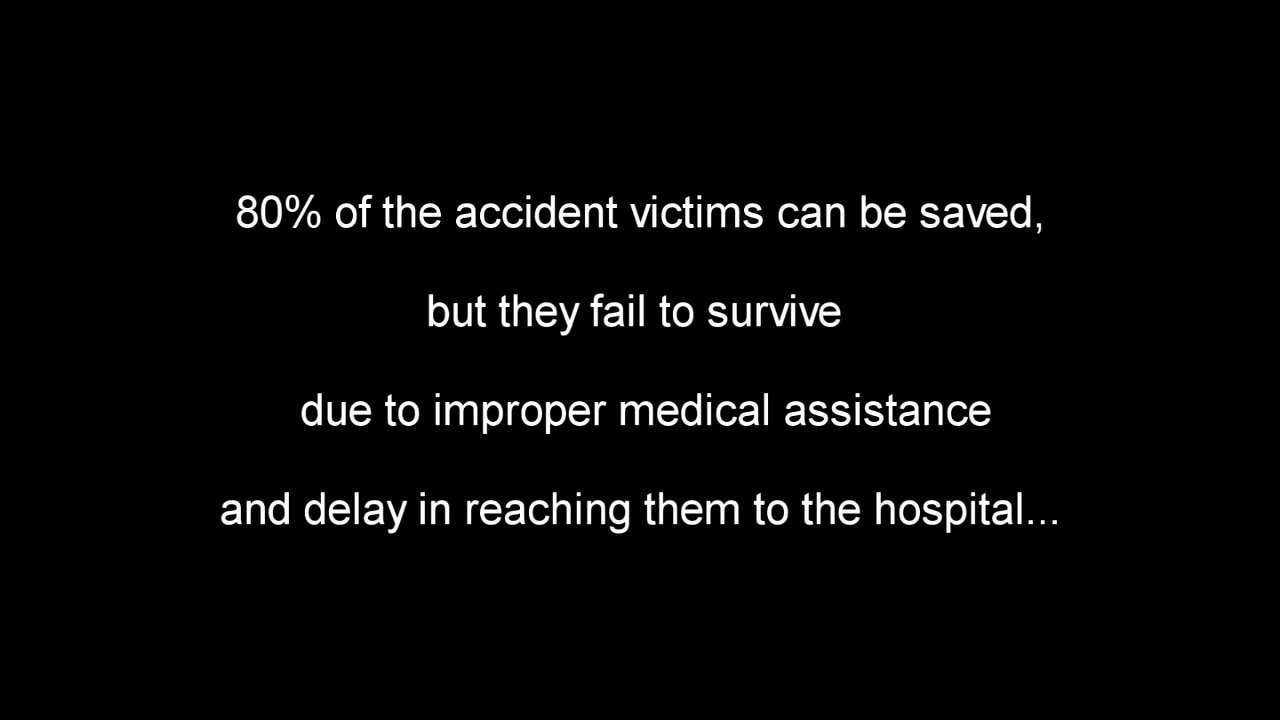 80% of the accident victims can be saved,
but they fail to survive
due to improper medical assistance
and delay in reaching them to the hospital...